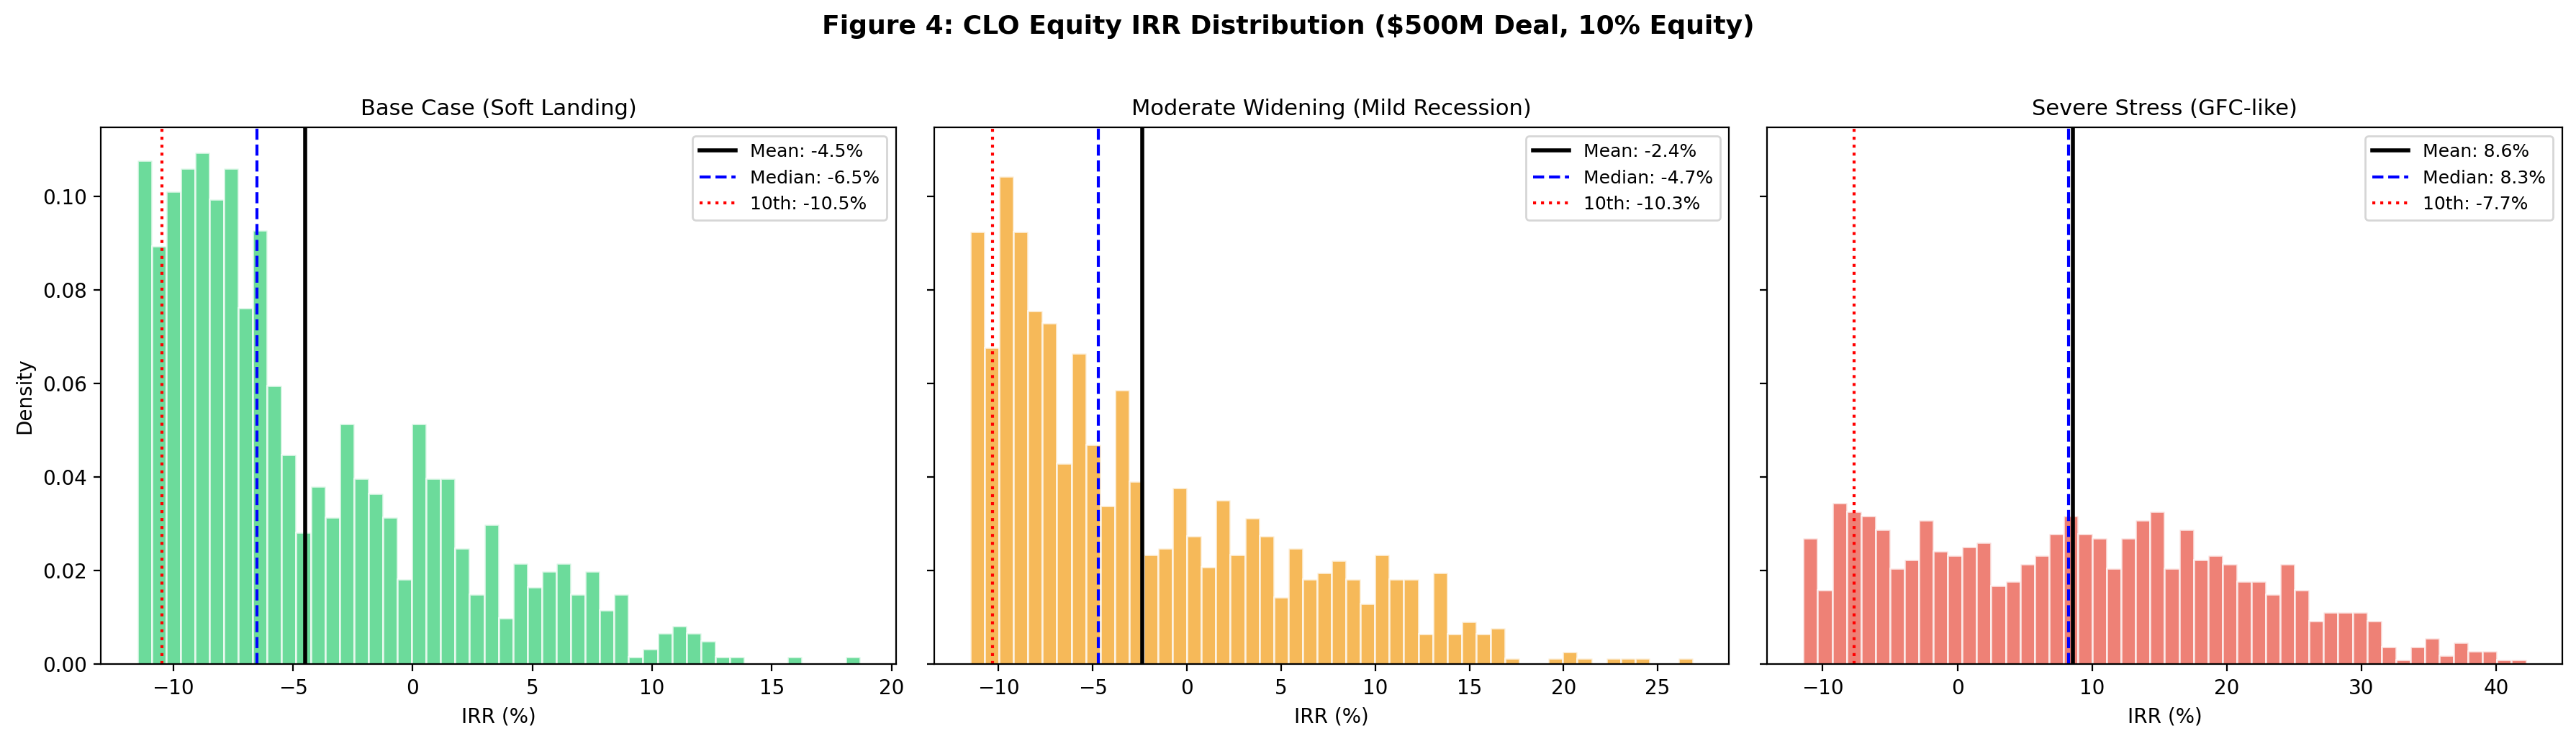 Figure 4: CLO Equity IRR Distribution ($500M Deal, 10% Equity)
Base Case (Soft Landing)
Mean: -4.5%
Median: -6.5%
10th: -10.5%
Density
0.10
0.08
0.06
0.04
0.02
0.00
−10 −5 0 5 10 15 20
IRR (%)
Moderate Widening (Mild Recession)
Mean: -2.4%
Median: -4.7%
10th: -10.3%
−10 −5 0 5 10 15 20 25
IRR (%)
Severe Stress (GFC-like)
Mean: 8.6%
Median: 8.3%
10th: -7.7%
−10 0 10 20 30 40
IRR (%)